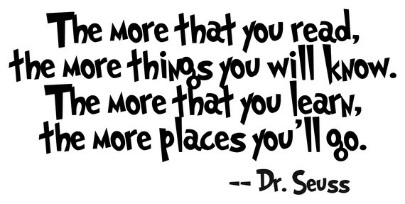 The more that you read,
the more things you will know.
The more that you learn,
the more places you'll go.
-- Dr. Seuss